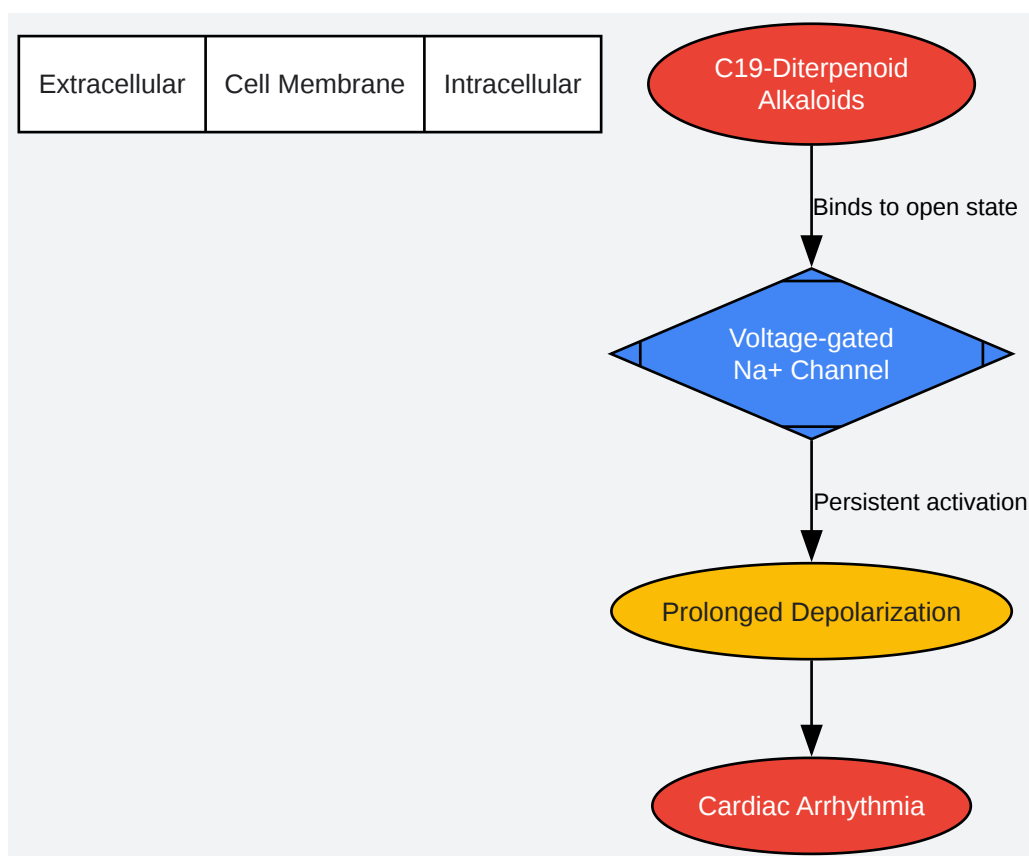 Extracellular
Cell Membrane
Intracellular
C19-Diterpenoid
Alkaloids
Binds to open state
Voltage-gated
Na+ Channel
Persistent activation
Prolonged Depolarization
Cardiac Arrhythmia